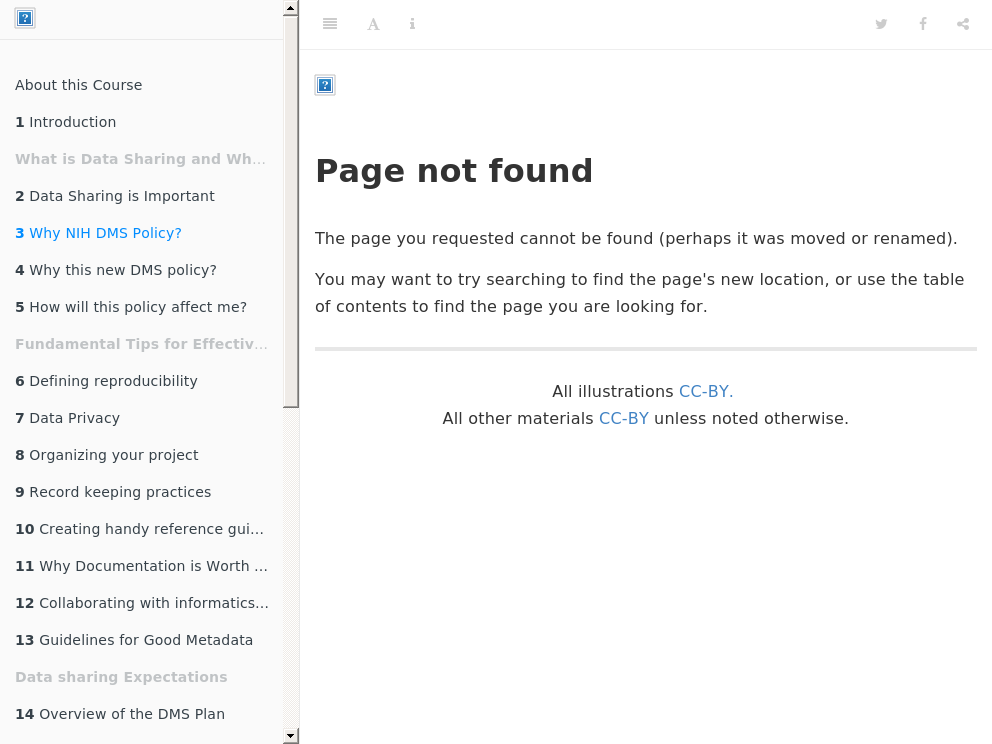 About this Course
1 Introduction
What is Data Sharing and Wh...
2 Data Sharing is Important
3 Why NIH DMS Policy?
4 Why this new DMS policy?
5 How will this policy affect me?
Fundamental Tips for Effectiv...
6 Defining reproducibility
7 Data Privacy
8 Organizing your project
9 Record keeping practices
10 Creating handy reference gui...
11 Why Documentation is Worth ...
12 Collaborating with informatics...
13 Guidelines for Good Metadata
Data sharing Expectations
14 Overview of the DMS Plan
Page not found
The page you requested cannot be found (perhaps it was moved or renamed).
You may want to try searching to find the page's new location, or use the table
of contents to find the page you are looking for.
All illustrations CC-BY.
All other materials CC-BY unless noted otherwise.